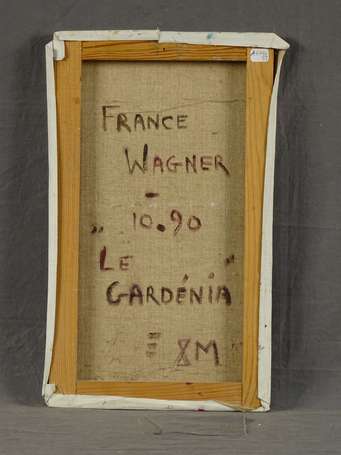 FRANCE
WAGNER
-
" 10.90
LE "
GARDÉNIA
8M